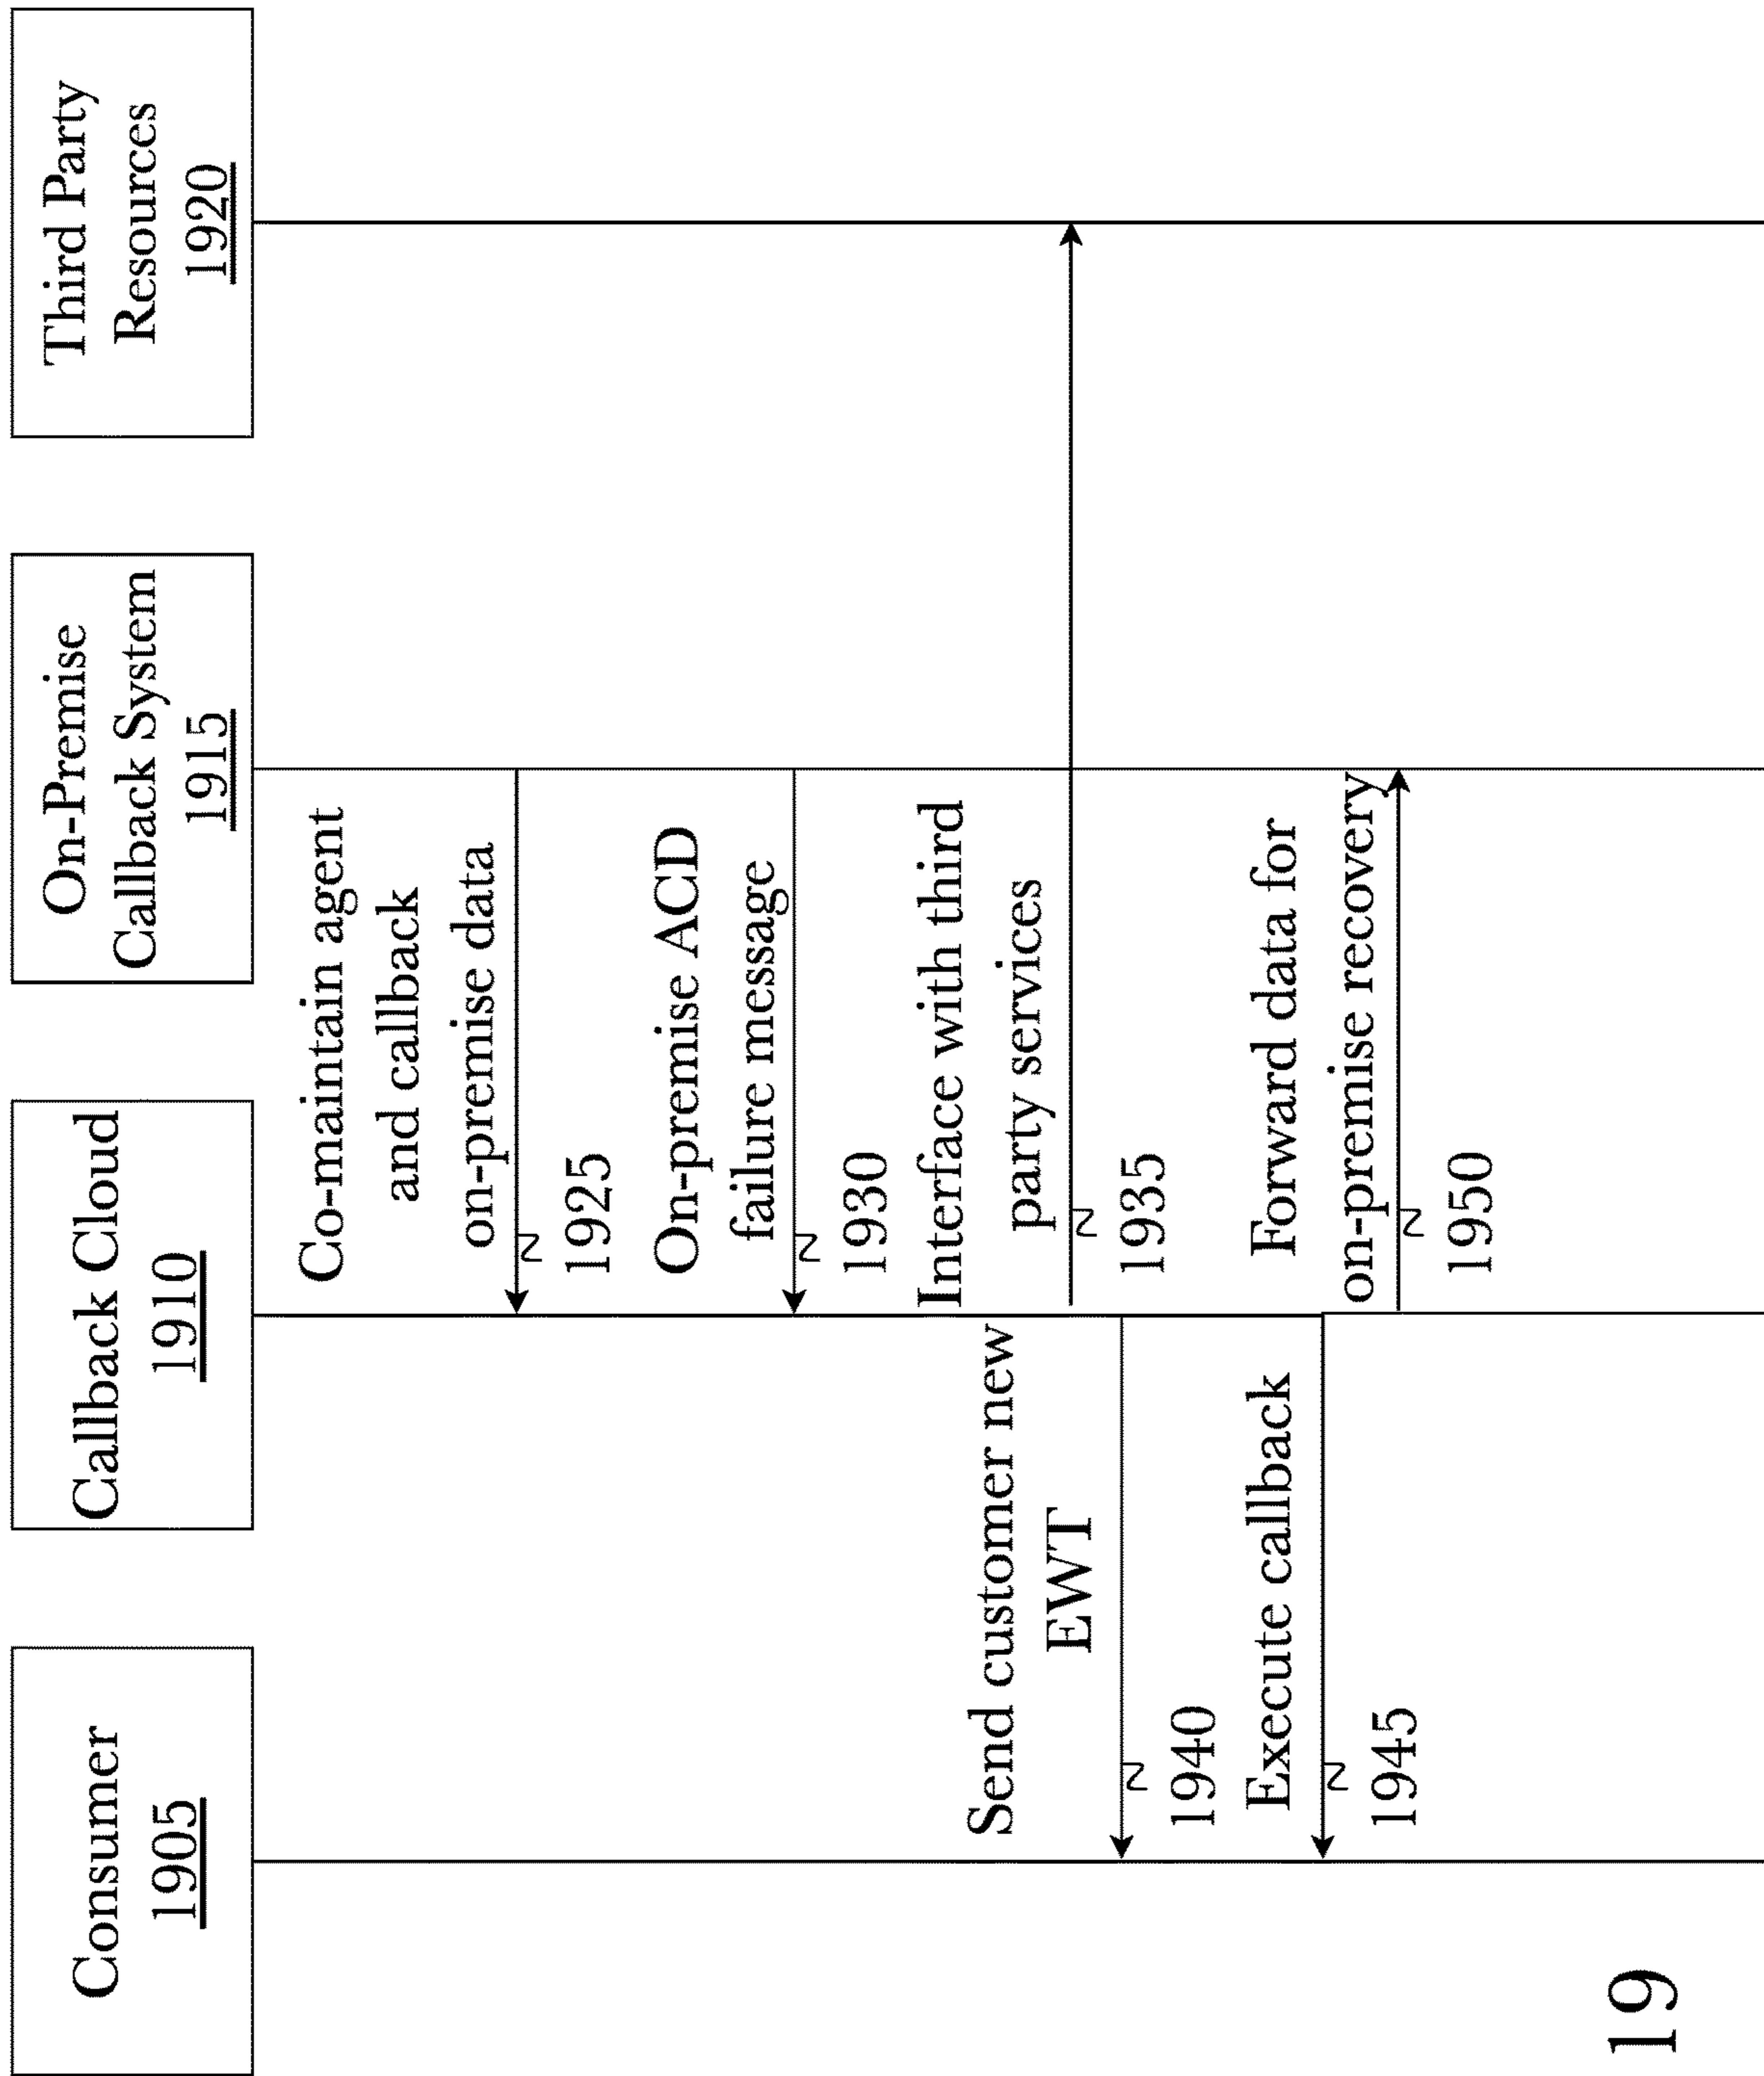 Consumer
1905
Callback Cloud
1910
On-Premise
Callback System
1915
Third Party
Resources
1920
Co-maintain agent
and callback
on-premise data
1925
On-premise ACD
failure message
1930
Interface with third
party services
1935
Send customer new
EWT
1940
Execute callback
1945
Forward data for
on-premise recovery
1950
19